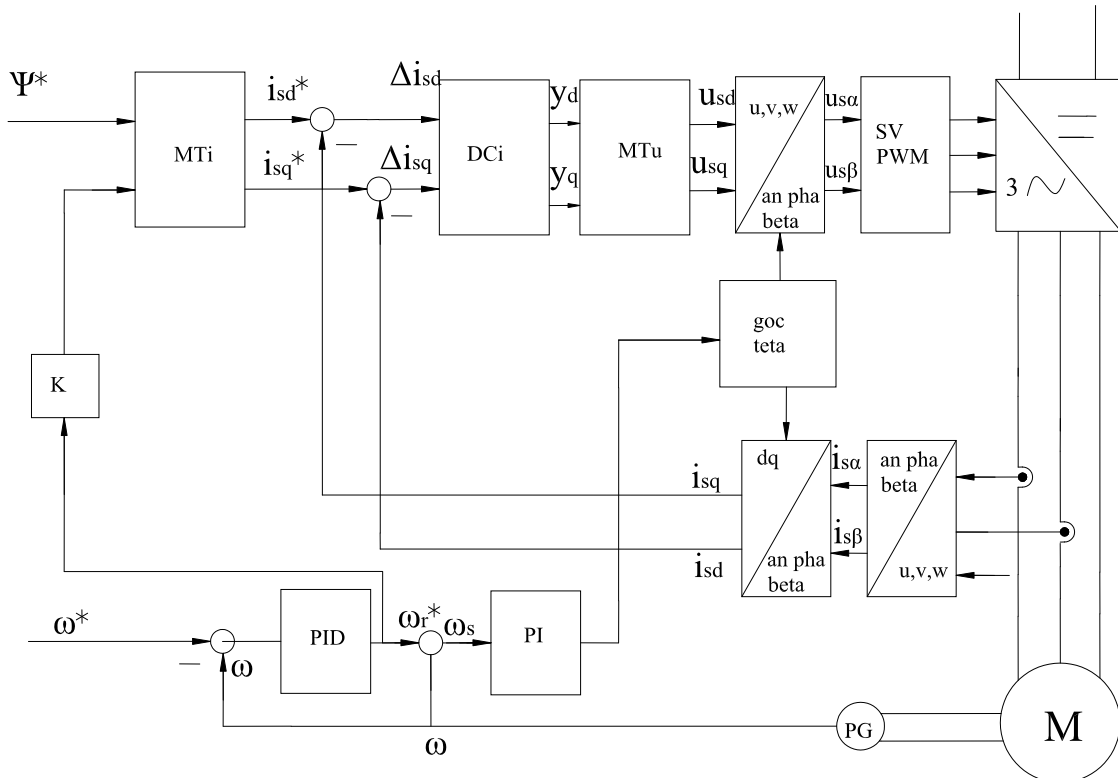 Ψ*
MTi
isd*
isq*
Δisd
Δisq
DCi
yd
yq
MTu
usd
usq
u,v,w
an pha
beta
usα
usβ
SV
PWM
3
K
goc
teta
isq
isd
dq
an pha
beta
isα
isβ
an pha
beta
u,v,w
ω*
ω
PID
ωr*
ωs
PI
ω
PG
M